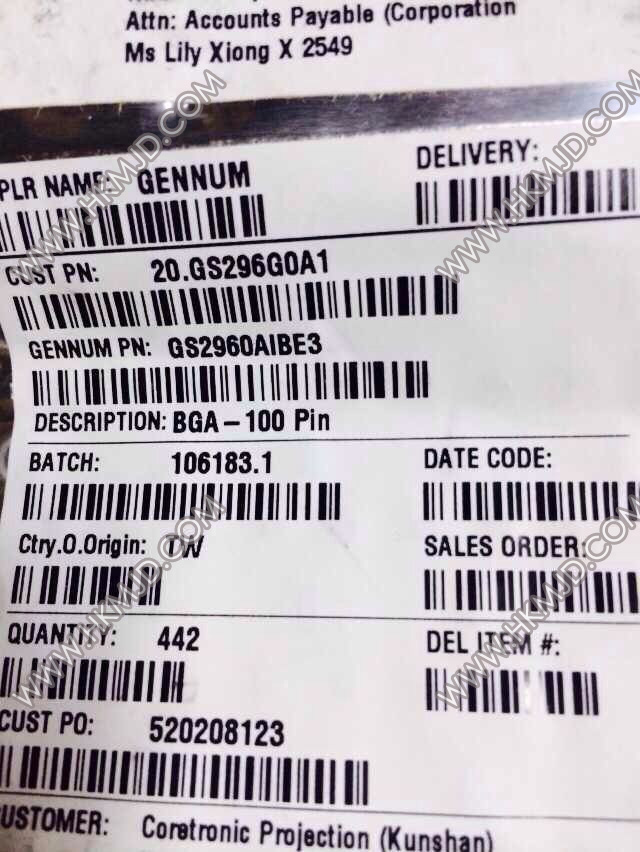 Attn: Accounts Payable (Corporation
Ms Lily Xiong X 2549
PLR NAME: GENNUM
DELIVERY:
CUST PN: 20.GS296G0A1
GENNUM PN: GS2960AIBE3
DESCRIPTION: BGA-100 Pin
BATCH: 106183.1
DATE CODE:
Ctry.O.Origin: TW
SALES ORDER:
QUANTITY: 442
DEL ITEM #:
CUST PO: 520208123
CUSTOMER: Coretronic Projection (Kunshan)
WWW.HKMJD.COM
WWW.HKMJD.COM
WWW.HKMJD.COM
WWW.HKMJD.COM